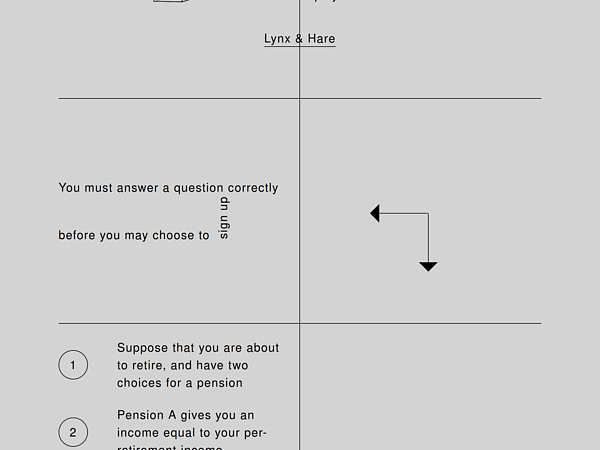 Lynx & Hare
You must answer a question correctly
before you may choose to sign up
1
Suppose that you are about
to retire, and have two
choices for a pension
2
Pension A gives you an
income equal to your per-
retirement income